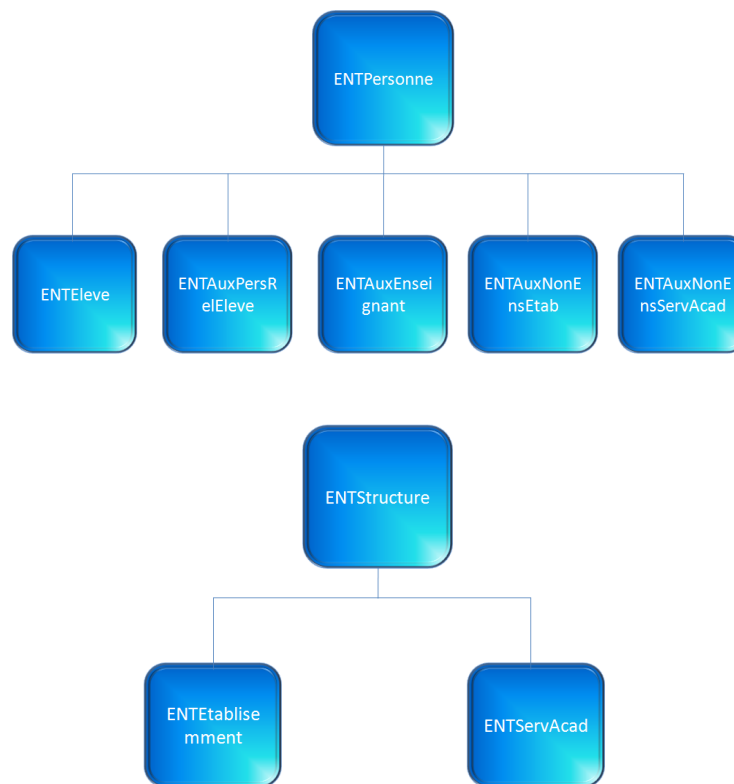 ENTPersonne
ENTEleve
ENTAuxPersR
elEleve
ENTAuxEnsei
gnant
ENTAuxNonE
nsEtab
ENTAuxNonE
nsServAcad
ENTStructure
ENTEtablise
mment
ENTServAcad